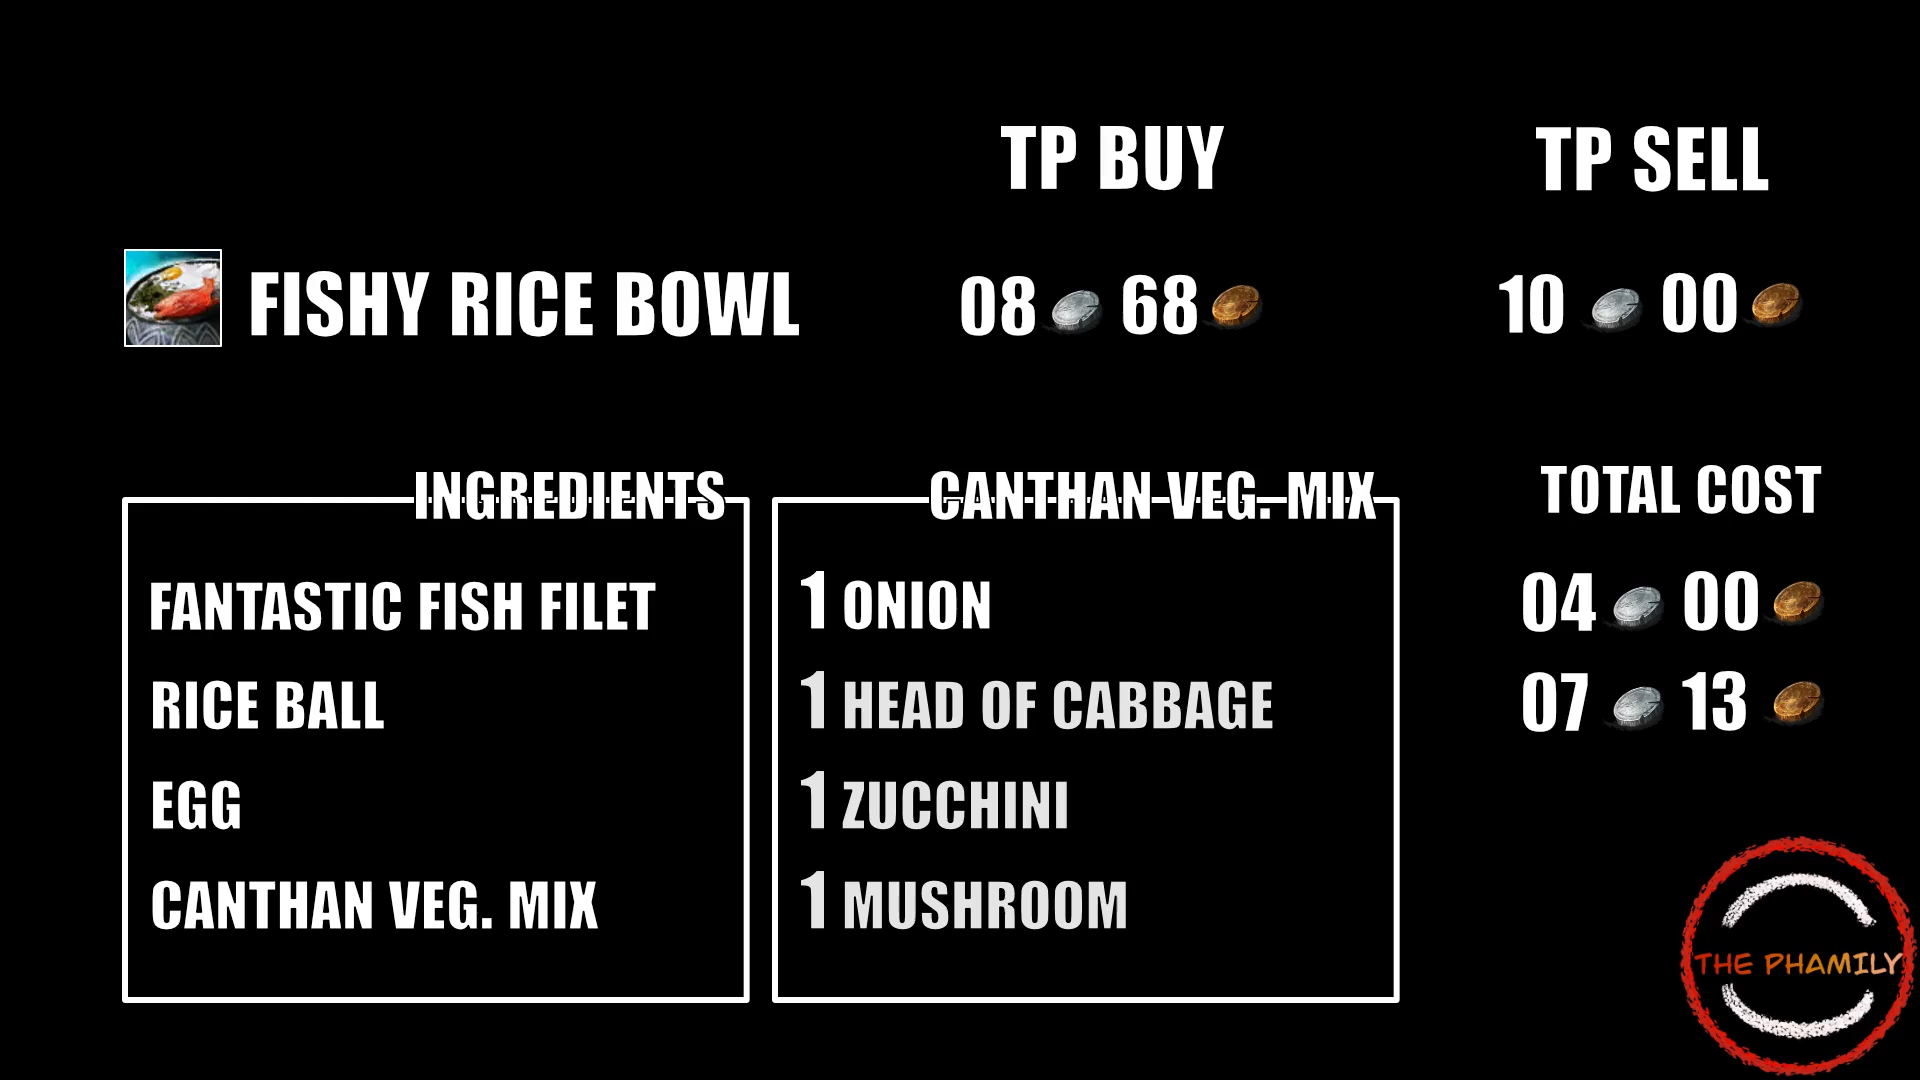 TP BUY TP SELL
FISHY RICE BOWL 08 68 10 00
INGREDIENTS CANTHAN VEG. MIX TOTAL COST
FANTASTIC FISH FILET 1 ONION 04 00
RICE BALL 1 HEAD OF CABBAGE 07 13
EGG 1 ZUCCHINI
CANTHAN VEG. MIX 1 MUSHROOM
THE PHAMILY